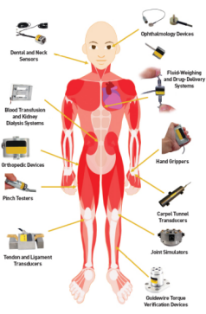 Ophthalmology Devices
Dental and Neck
Sensors
Fluid-Weighing
and Drug- Delivery
Systems
Blood Transfusion
and Kidney
Dialysis Systems
Orthopedic Devices
Hand Grippers
Pinch Testers
Carpel Tunnel
Transducers
Tendon and Ligament
Transducers
Joint Simulators
Guidewire Torque
Verification Devices